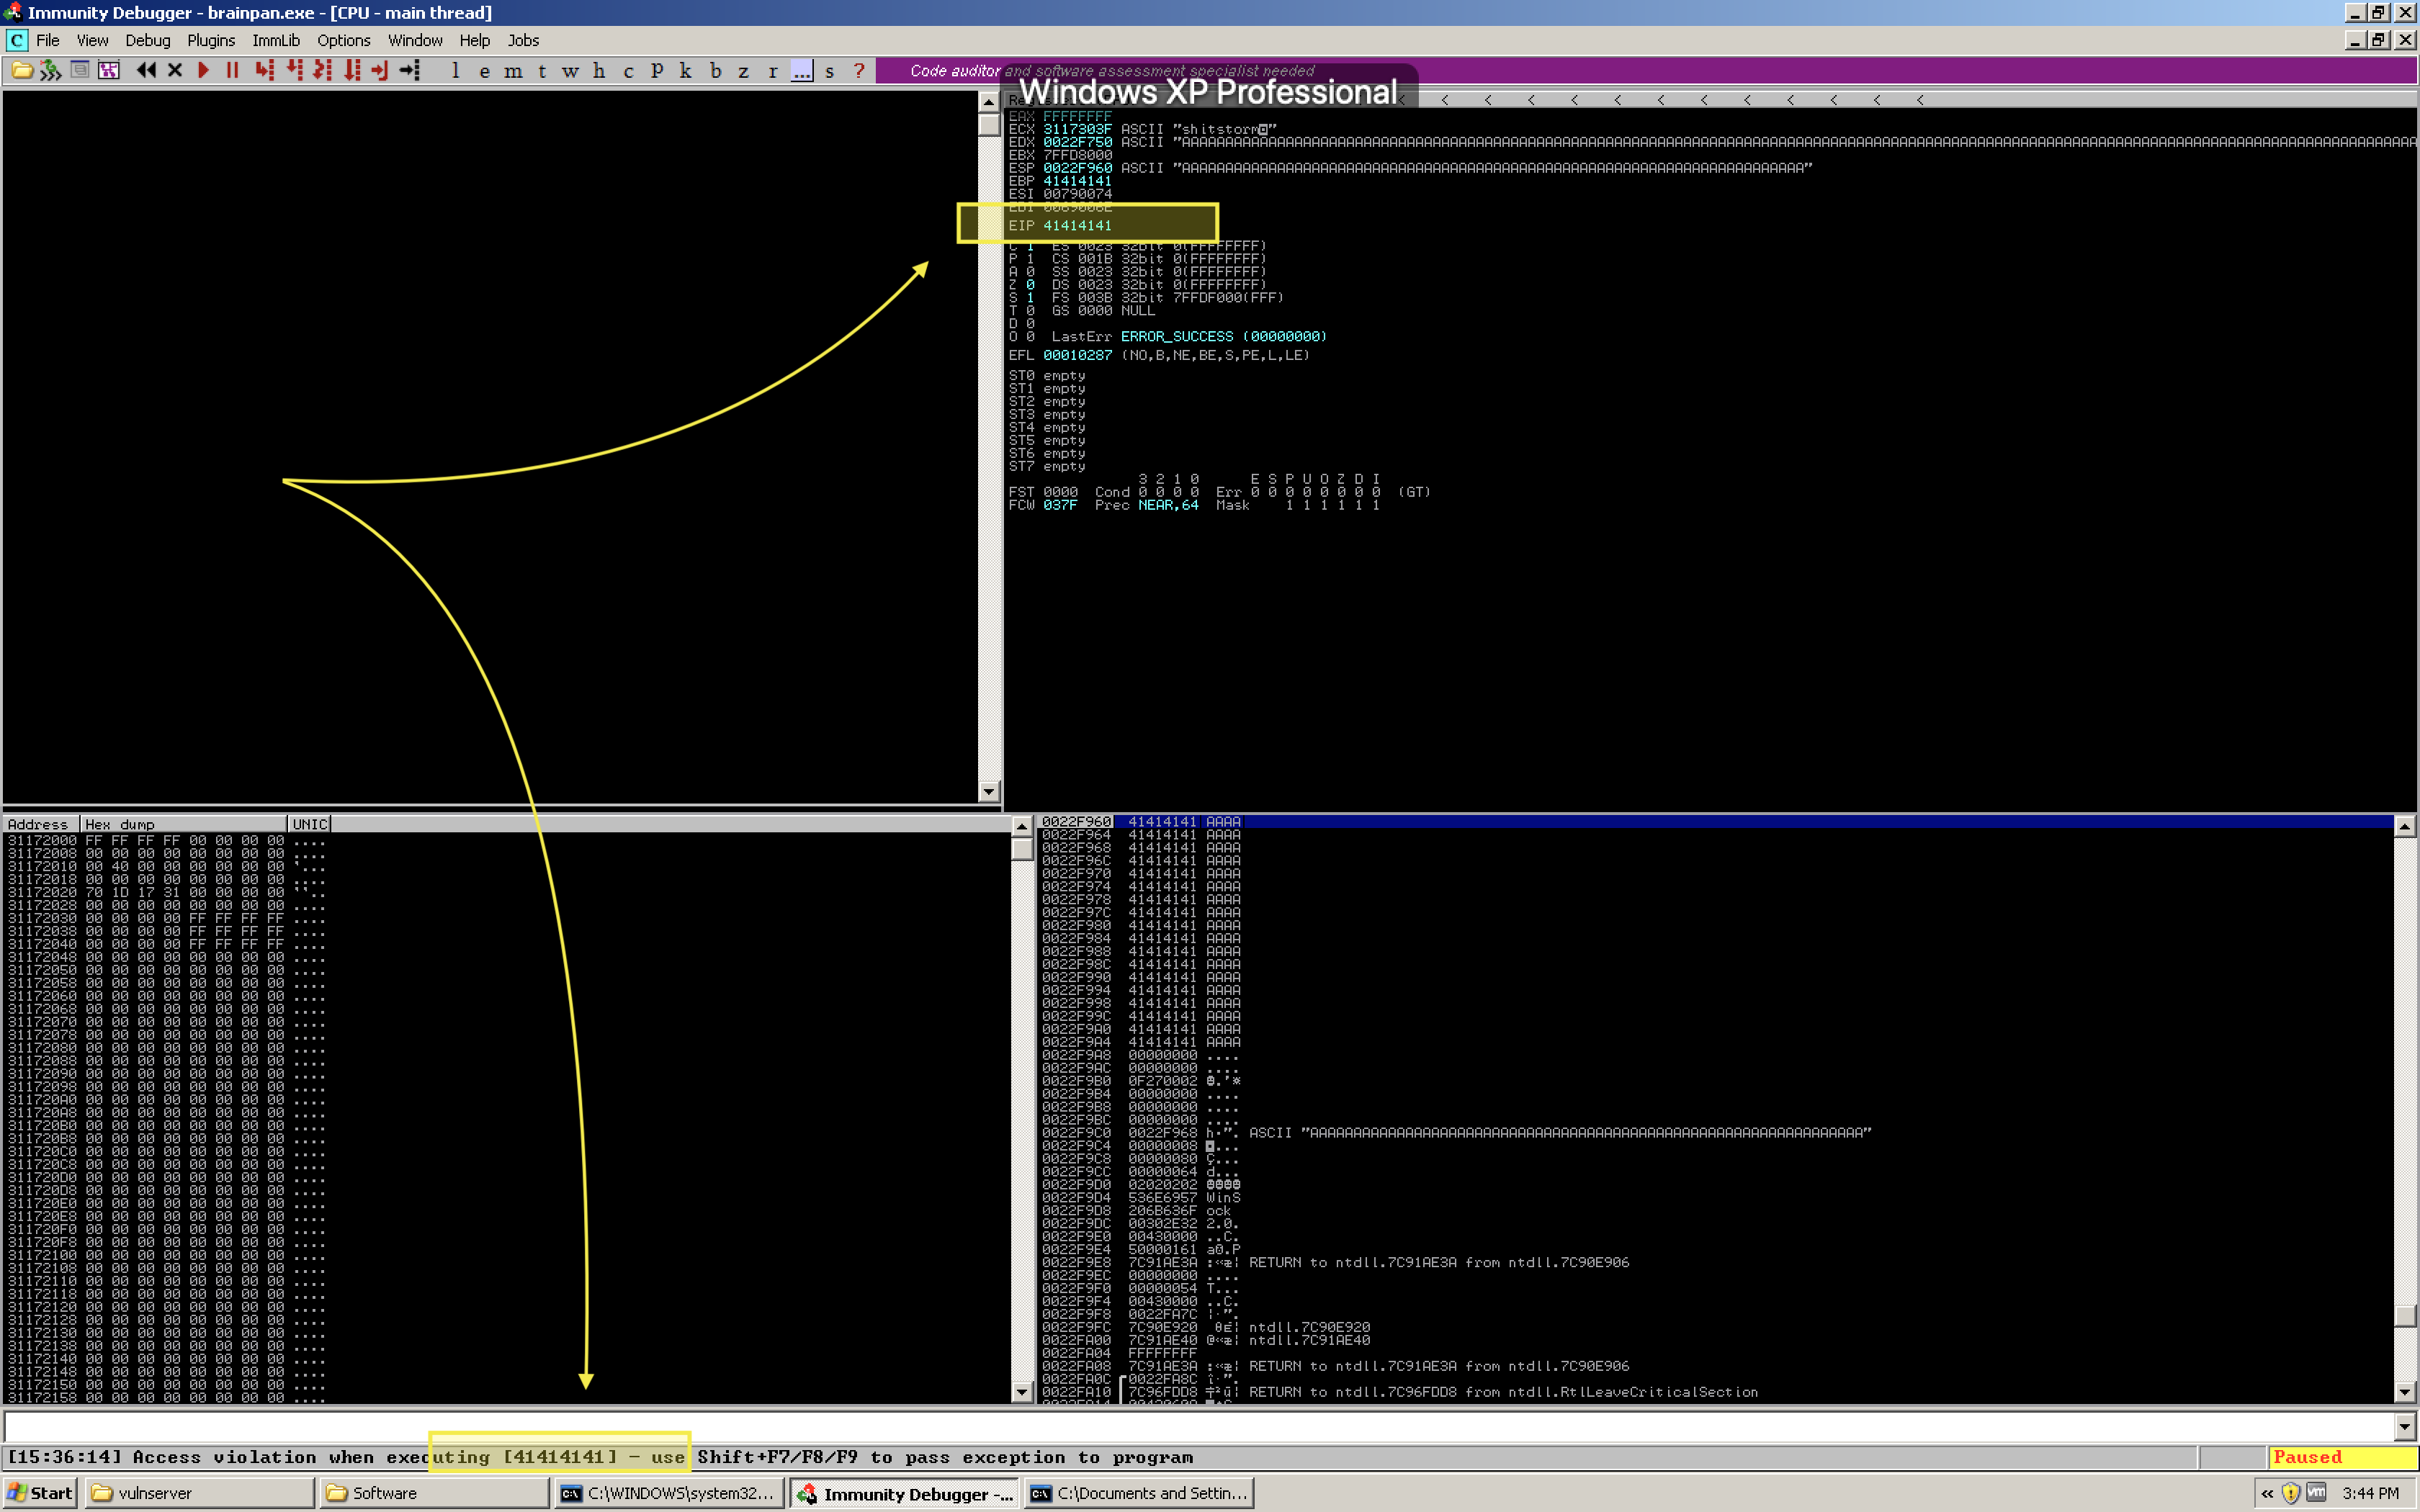 Immunity Debugger - brainpan.exe - [CPU - main thread]
C File View Debug Plugins ImmLib Options Window Help Jobs
l e m t w h c P k b z r ... s ? Code auditor and software assessment specialist needed
Windows XP Professional
< < < < < < < < < < < < <
EAX FFFFFFFF
ECX 3117303F ASCII "shitstorm"
EDX 0022F750 ASCII "AAAAAAAAAAAAAAAAAAAAAAAAAAAAAAAAAAAAAAAAAAAAAAAAAAAAAAAAAAAAAAAAAAAAAAAAAAAAAAAAAAAAAAAAAAAAAAAAAAAAAAAAAAAAAAAAAAAAAAAAAAAAAAAAAAAAAAAAAAAAAA
EBX 7FFD8000
ESP 0022F960 ASCII "AAAAAAAAAAAAAAAAAAAAAAAAAAAAAAAAAAAAAAAAAAAAAAAAAAAAAAAAAAAAAAAAAAAAAAAA"
EBP 41414141
ESI 00790074
EDI 0069006E
EIP 41414141
C 1 ES 0023 32bit 0(FFFFFFFF)
P 1 CS 001B 32bit 0(FFFFFFFF)
A 0 SS 0023 32bit 0(FFFFFFFF)
Z 0 DS 0023 32bit 0(FFFFFFFF)
S 1 FS 003B 32bit 7FFDF000(FFF)
T 0 GS 0000 NULL
D 0
O 0 LastErr ERROR_SUCCESS (00000000)
EFL 00010287 (NO,B,NE,BE,S,PE,L,LE)
ST0 empty
ST1 empty
ST2 empty
ST3 empty
ST4 empty
ST5 empty
ST6 empty
ST7 empty
3 2 1 0 E S P U O Z D I
FST 0000 Cond 0 0 0 0 Err 0 0 0 0 0 0 0 0 (GT)
FCW 037F Prec NEAR,64 Mask 1 1 1 1 1 1
Address Hex dump UNIC
31172000 FF FF FF FF 00 00 00 00 ....
31172008 00 00 00 00 00 00 00 00 ....
31172010 00 40 00 00 00 00 00 00
31172018 00 00 00 00 00 00 00 00 ....
31172020 70 1D 17 31 00 00 00 00
31172028 00 00 00 00 00 00 00 00 ....
31172030 00 00 00 00 FF FF FF FF ....
31172038 00 00 00 00 FF FF FF FF ....
31172040 00 00 00 00 FF FF FF FF ....
31172048 00 00 00 00 00 00 00 00 ....
31172050 00 00 00 00 00 00 00 00 ....
31172058 00 00 00 00 00 00 00 00 ....
31172060 00 00 00 00 00 00 00 00 ....
31172068 00 00 00 00 00 00 00 00 ....
31172070 00 00 00 00 00 00 00 00 ....
31172078 00 00 00 00 00 00 00 00 ....
31172080 00 00 00 00 00 00 00 00 ....
31172088 00 00 00 00 00 00 00 00 ....
31172090 00 00 00 00 00 00 00 00 ....
31172098 00 00 00 00 00 00 00 00 ....
311720A0 00 00 00 00 00 00 00 00 ....
311720A8 00 00 00 00 00 00 00 00 ....
311720B0 00 00 00 00 00 00 00 00 ....
311720B8 00 00 00 00 00 00 00 00 ....
311720C0 00 00 00 00 00 00 00 00 ....
311720C8 00 00 00 00 00 00 00 00 ....
311720D0 00 00 00 00 00 00 00 00 ....
311720D8 00 00 00 00 00 00 00 00 ....
311720E0 00 00 00 00 00 00 00 00 ....
311720E8 00 00 00 00 00 00 00 00 ....
311720F0 00 00 00 00 00 00 00 00 ....
311720F8 00 00 00 00 00 00 00 00 ....
31172100 00 00 00 00 00 00 00 00 ....
31172108 00 00 00 00 00 00 00 00 ....
31172110 00 00 00 00 00 00 00 00 ....
31172118 00 00 00 00 00 00 00 00 ....
31172120 00 00 00 00 00 00 00 00 ....
31172128 00 00 00 00 00 00 00 00 ....
31172130 00 00 00 00 00 00 00 00 ....
31172138 00 00 00 00 00 00 00 00 ....
31172140 00 00 00 00 00 00 00 00 ....
31172148 00 00 00 00 00 00 00 00 ....
31172150 00 00 00 00 00 00 00 00 ....
31172158 00 00 00 00 00 00 00 00 ....
0022F960 41414141 AAAA
0022F964 41414141 AAAA
0022F968 41414141 AAAA
0022F96C 41414141 AAAA
0022F970 41414141 AAAA
0022F974 41414141 AAAA
0022F978 41414141 AAAA
0022F97C 41414141 AAAA
0022F980 41414141 AAAA
0022F984 41414141 AAAA
0022F988 41414141 AAAA
0022F98C 41414141 AAAA
0022F990 41414141 AAAA
0022F994 41414141 AAAA
0022F998 41414141 AAAA
0022F99C 41414141 AAAA
0022F9A0 41414141 AAAA
0022F9A4 41414141 AAAA
0022F9A8 00000000 ....
0022F9AC 00000000 ....
0022F9B0 0F270002
0022F9B4 00000000 ....
0022F9B8 00000000 ....
0022F9BC 00000000 ....
0022F9C0 0022F968 h·". ASCII "AAAAAAAAAAAAAAAAAAAAAAAAAAAAAAAAAAAAAAAAAAAAAAAAAAAAAAAAAAAAAAAA"
0022F9C4 00000008
0022F9C8 00000080 Ç...
0022F9CC 00000064 d...
0022F9D0 02020202
0022F9D4 536E6957 WinS
0022F9D8 206B636F ock
0022F9DC 00302E32 2.0.
0022F9E0 00430000 ..C.
0022F9E4 50000161
0022F9E8 7C91AE3A :«æ¦ RETURN to ntdll.7C91AE3A from ntdll.7C90E906
0022F9EC 00000000 ....
0022F9F0 00000054 T...
0022F9F4 00430000 ..C.
0022F9F8 0022FA7C |·".
0022F9FC 7C90E920 ntdll.7C90E920
0022FA00 7C91AE40 @«æ¦ ntdll.7C91AE40
0022FA04 FFFFFFFF
0022FA08 7C91AE3A :«æ¦ RETURN to ntdll.7C91AE3A from ntdll.7C90E906
0022FA0C 0022FA8C î·".
0022FA10 7C96FDD8 RETURN to ntdll.7C96FDD8 from ntdll.RtlLeaveCriticalSection
[15:36:14] Access violation when executing [41414141] - use Shift+F7/F8/F9 to pass exception to program Paused
Start vulnserver Software C:\WINDOWS\system32... Immunity Debugger -... C:\Documents and Settin... « vm 3:44 PM